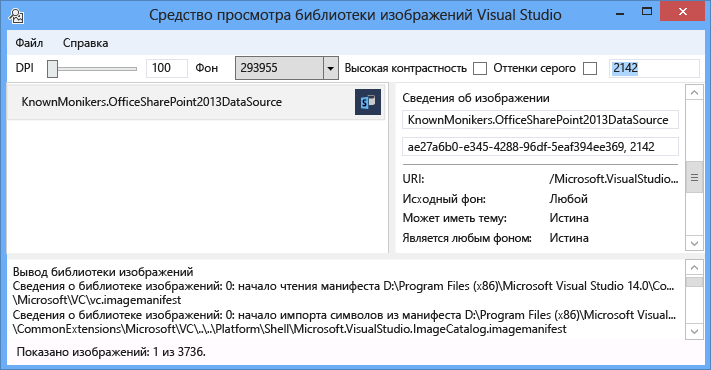 Средство просмотра библиотеки изображений Visual Studio
Файл Справка
DPI 100 Фон 293955 Высокая контрастность Оттенки серого 2142
KnownMonikers.OfficeSharePoint2013DataSource
Сведения об изображении
KnownMonikers.OfficeSharePoint2013DataSource
ae27a6b0-e345-4288-96df-5eaf394ee369, 2142
URI: /Microsoft.VisualStudio...
Исходный фон: Любой
Может иметь тему: Истина
Является любым фоном: Истина
Вывод библиотеки изображений
Сведения о библиотеке изображений: 0: начало чтения манифеста D:\Program Files (x86)\Microsoft Visual Studio 14.0\Co...
\Microsoft\VC\vc.imagemanifest
Сведения о библиотеке изображений: 0: начало импорта символов из манифеста D:\Program Files (x86)\Microsoft Visual...
\CommonExtensions\Microsoft\VC\..\..\Platform\Shell\Microsoft.VisualStudio.ImageCatalog.imagemanifest
Показано изображений: 1 из 3736.